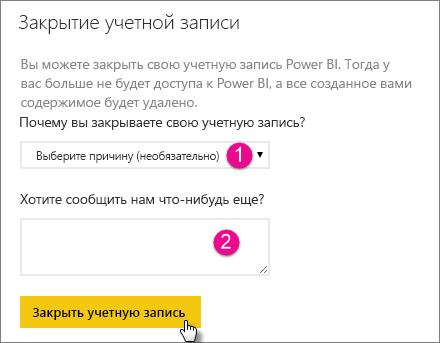 Закрытие учетной записи
Вы можете закрыть свою учетную запись Power BI. Тогда у
вас больше не будет доступа к Power BI, а все созданное вами
содержимое будет удалено.
Почему вы закрываете свою учетную запись?
Выберите причину (необязательно) 1
Хотите сообщить нам что-нибудь еще?
2
Закрыть учетную запись